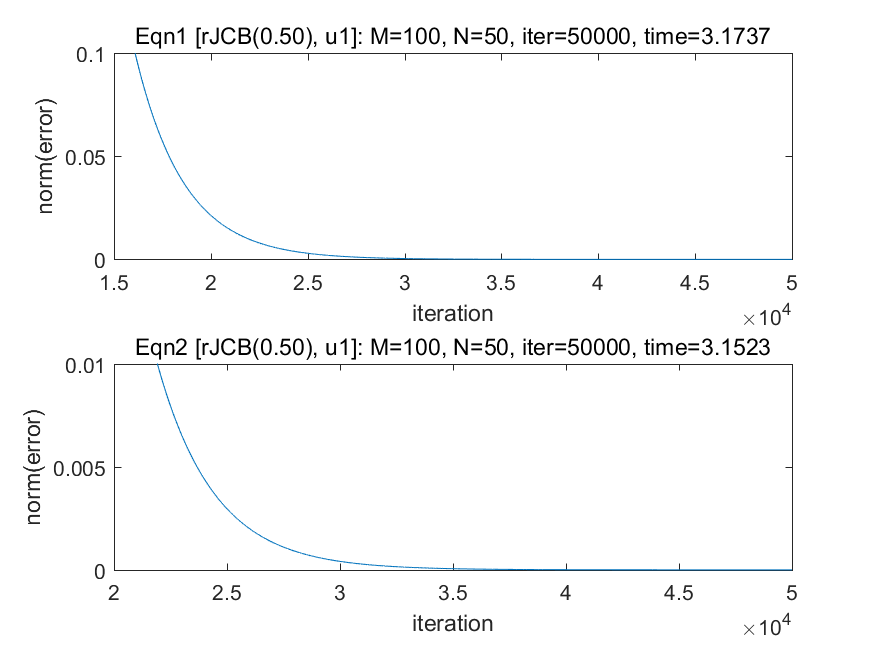 Eqn1 [rJCB(0.50), u1]: M=100, N=50, iter=50000, time=3.1737
0.1
0.05
0
norm(error)
1.5 2 2.5 3 3.5 4 4.5 5
iteration
×10^4
Eqn2 [rJCB(0.50), u1]: M=100, N=50, iter=50000, time=3.1523
0.01
0.005
0
norm(error)
2 2.5 3 3.5 4 4.5 5
iteration
×10^4